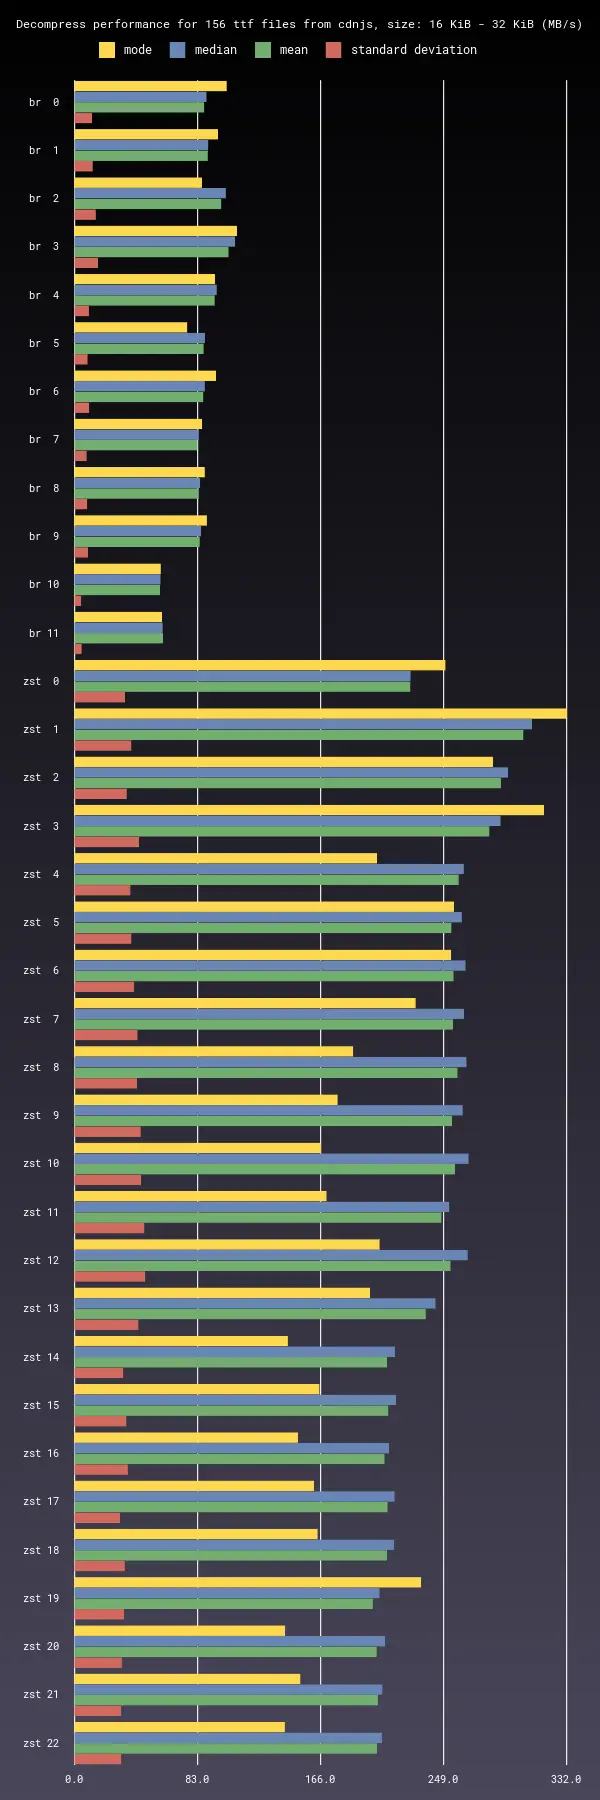 Decompress performance for 156 ttf files from cdnjs, size: 16 KiB - 32 KiB (MB/s)
mode median mean standard deviation
br 0
br 1
br 2
br 3
br 4
br 5
br 6
br 7
br 8
br 9
br 10
br 11
zst 0
zst 1
zst 2
zst 3
zst 4
zst 5
zst 6
zst 7
zst 8
zst 9
zst 10
zst 11
zst 12
zst 13
zst 14
zst 15
zst 16
zst 17
zst 18
zst 19
zst 20
zst 21
zst 22
0.0 83.0 166.0 249.0 332.0